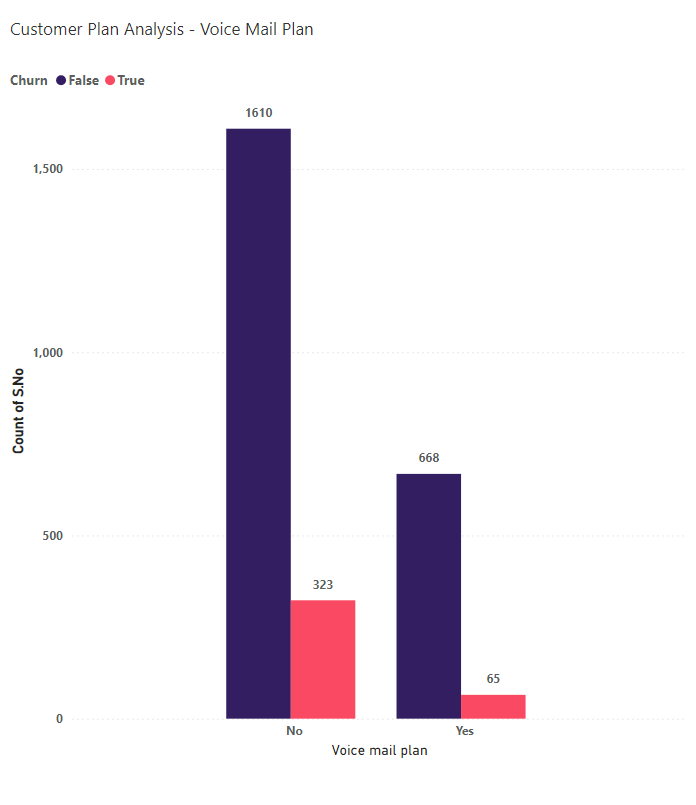 Customer Plan Analysis - Voice Mail Plan
Churn False True
1610
1,500
1,000
Count of S.No
668
500
323
65
0
No Yes
Voice mail plan